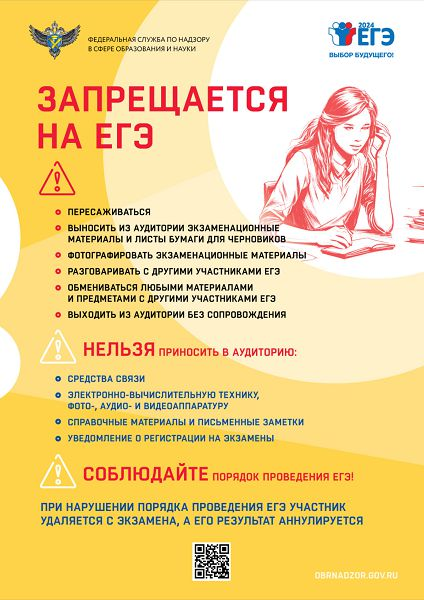 ФЕДЕРАЛЬНАЯ СЛУЖБА ПО НАДЗОРУ
В СФЕРЕ ОБРАЗОВАНИЯ И НАУКИ
2024
ЕГЭ
ВЫБОР БУДУЩЕГО!
ЗАПРЕЩАЕТСЯ
НА ЕГЭ
ПЕРЕСАЖИВАТЬСЯ
ВЫНОСИТЬ ИЗ АУДИТОРИИ ЭКЗАМЕНАЦИОННЫЕ
МАТЕРИАЛЫ И ЛИСТЫ БУМАГИ ДЛЯ ЧЕРНОВИКОВ
ФОТОГРАФИРОВАТЬ ЭКЗАМЕНАЦИОННЫЕ МАТЕРИАЛЫ
РАЗГОВАРИВАТЬ С ДРУГИМИ УЧАСТНИКАМИ ЕГЭ
ОБМЕНИВАТЬСЯ ЛЮБЫМИ МАТЕРИАЛАМИ
И ПРЕДМЕТАМИ С ДРУГИМИ УЧАСТНИКАМИ ЕГЭ
ВЫХОДИТЬ ИЗ АУДИТОРИИ БЕЗ СОПРОВОЖДЕНИЯ
НЕЛЬЗЯ ПРИНОСИТЬ В АУДИТОРИЮ:
СРЕДСТВА СВЯЗИ
ЭЛЕКТРОННО-ВЫЧИСЛИТЕЛЬНУЮ ТЕХНИКУ,
ФОТО-, АУДИО- И ВИДЕОАППАРАТУРУ
СПРАВОЧНЫЕ МАТЕРИАЛЫ И ПИСЬМЕННЫЕ ЗАМЕТКИ
УВЕДОМЛЕНИЕ О РЕГИСТРАЦИИ НА ЭКЗАМЕНЫ
СОБЛЮДАЙТЕ ПОРЯДОК ПРОВЕДЕНИЯ ЕГЭ!
ПРИ НАРУШЕНИИ ПОРЯДКА ПРОВЕДЕНИЯ ЕГЭ УЧАСТНИК
УДАЛЯЕТСЯ С ЭКЗАМЕНА, А ЕГО РЕЗУЛЬТАТ АННУЛИРУЕТСЯ
OBRNADZOR.GOV.RU